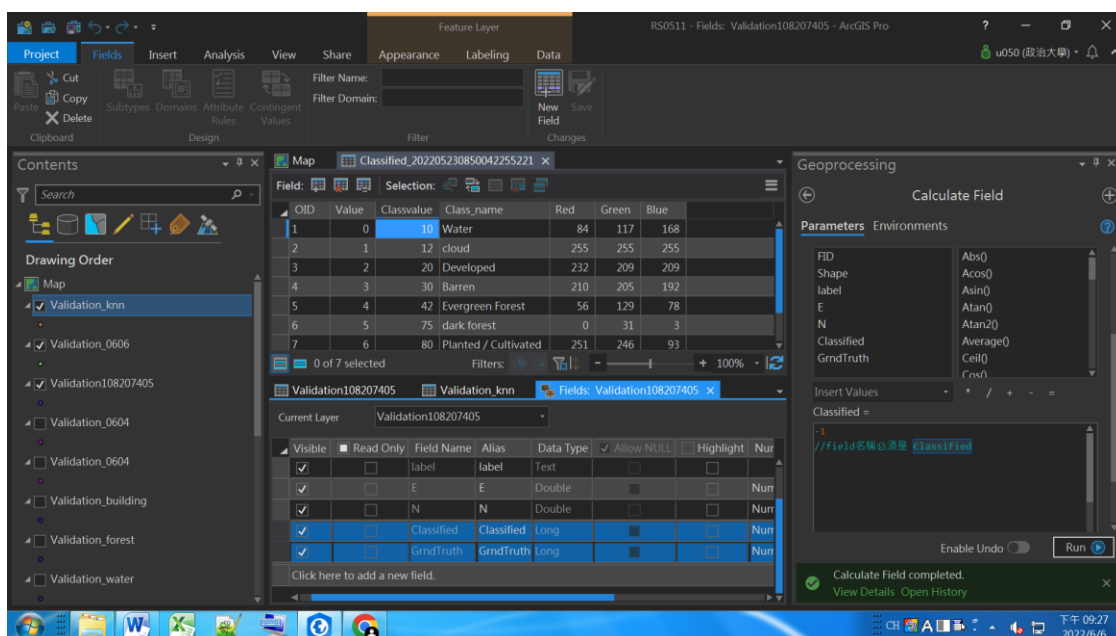 Feature Layer
RS0511 - Fields: Validation108207405 - ArcGIS Pro
? — ×
Project Fields Insert Analysis View Share Appearance Labeling Data
u050 (政治大學)
Paste
Cut
Copy
Delete
Clipboard
Subtypes Domains Attribute Rules Contingent Values
Design
Filter Name:
Filter Domain:
Filter
New Field
Save
Changes
Contents
Search
Drawing Order
Map
Validation_knn
Validation_0606
Validation108207405
Validation_0604
Validation_0604
Validation_building
Validation_forest
Validation_water
Map
Classified_202205230850042255221 ×
Field: Selection:
OID Value Classvalue Class_name Red Green Blue
1 0 10 Water 84 117 168
2 1 12 cloud 255 255 255
3 2 20 Developed 232 209 209
4 3 30 Barren 210 205 192
5 4 42 Evergreen Forest 56 129 78
6 5 75 dark forest 0 31 3
7 6 80 Planted / Cultivated 251 246 93
0 of 7 selected Filters: - + 100%
Validation108207405 Validation_knn Fields: Validation108207405 ×
Current Layer Validation108207405
Visible Read Only Field Name Alias Data Type Allow NULL Highlight Num
label label Text
E E Double Num
N N Double Num
Classified Classified Long Num
GrndTruth GrndTruth Long Num
Click here to add a new field.
Geoprocessing
Calculate Field
Parameters Environments
FID
Shape
label
E
N
Classified
GrndTruth
Abs()
Acos()
Asin()
Atan()
Atan2()
Average()
Ceil()
Cos()
Insert Values * / + - =
Classified =
-1
//field名稱必須是 Classified
Enable Undo
Run
Calculate Field completed.
View Details Open History
CH
下午 09:27
2022/6/6